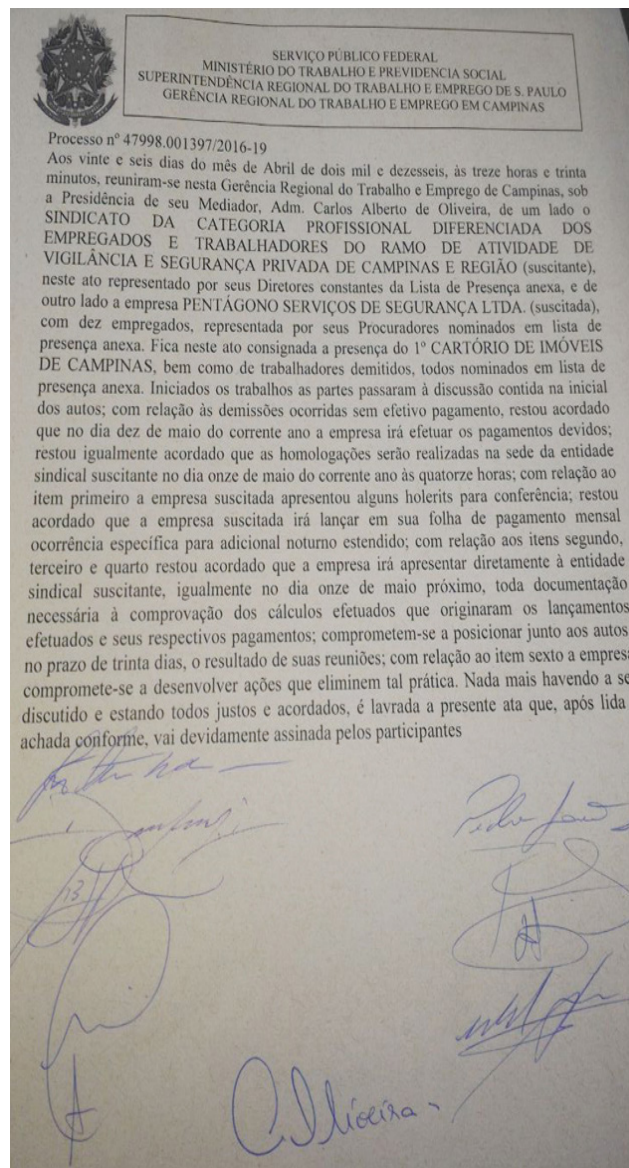 SERVIÇO PÚBLICO FEDERAL
MINISTÉRIO DO TRABALHO E PREVIDENCIA SOCIAL
SUPERINTENDÊNCIA REGIONAL DO TRABALHO E EMPREGO DE S. PAULO
GERÊNCIA REGIONAL DO TRABALHO E EMPREGO EM CAMPINAS
Processo nº 47998.001397/2016-19
Aos vinte e seis dias do mês de Abril de dois mil e dezesseis, às treze horas e trinta
minutos, reuniram-se nesta Gerência Regional do Trabalho e Emprego de Campinas, sob
a Presidência de seu Mediador, Adm. Carlos Alberto de Oliveira, de um lado o
SINDICATO DA CATEGORIA PROFISSIONAL DIFERENCIADA DOS
EMPREGADOS E TRABALHADORES DO RAMO DE ATIVIDADE DE
VIGILÂNCIA E SEGURANÇA PRIVADA DE CAMPINAS E REGIÃO (suscitante),
neste ato representado por seus Diretores constantes da Lista de Presença anexa, e de
outro lado a empresa PENTÁGONO SERVIÇOS DE SEGURANÇA LTDA. (suscitada),
com dez empregados, representada por seus Procuradores nominados em lista de
presença anexa. Fica neste ato consignada a presença do 1º CARTÓRIO DE IMÓVEIS
DE CAMPINAS, bem como de trabalhadores demitidos, todos nominados em lista de
presença anexa. Iniciados os trabalhos as partes passaram à discussão contida na inicial
dos autos; com relação às demissões ocorridas sem efetivo pagamento, restou acordado
que no dia dez de maio do corrente ano a empresa irá efetuar os pagamentos devidos;
restou igualmente acordado que as homologações serão realizadas na sede da entidade
sindical suscitante no dia onze de maio do corrente ano às quatorze horas; com relação ao
item primeiro a empresa suscitada apresentou alguns holerits para conferência; restou
acordado que a empresa suscitada irá lançar em sua folha de pagamento mensal
ocorrência específica para adicional noturno estendido; com relação aos itens segundo,
terceiro e quarto restou acordado que a empresa irá apresentar diretamente à entidade
sindical suscitante, igualmente no dia onze de maio próximo, toda documentação
necessária à comprovação dos cálculos efetuados que originaram os lançamentos
efetuados e seus respectivos pagamentos; comprometem-se a posicionar junto aos autos
no prazo de trinta dias, o resultado de suas reuniões; com relação ao item sexto a empresa
compromete-se a desenvolver ações que eliminem tal prática. Nada mais havendo a se
discutido e estando todos justos e acordados, é lavrada a presente ata que, após lida
achada conforme, vai devidamente assinada pelos participantes